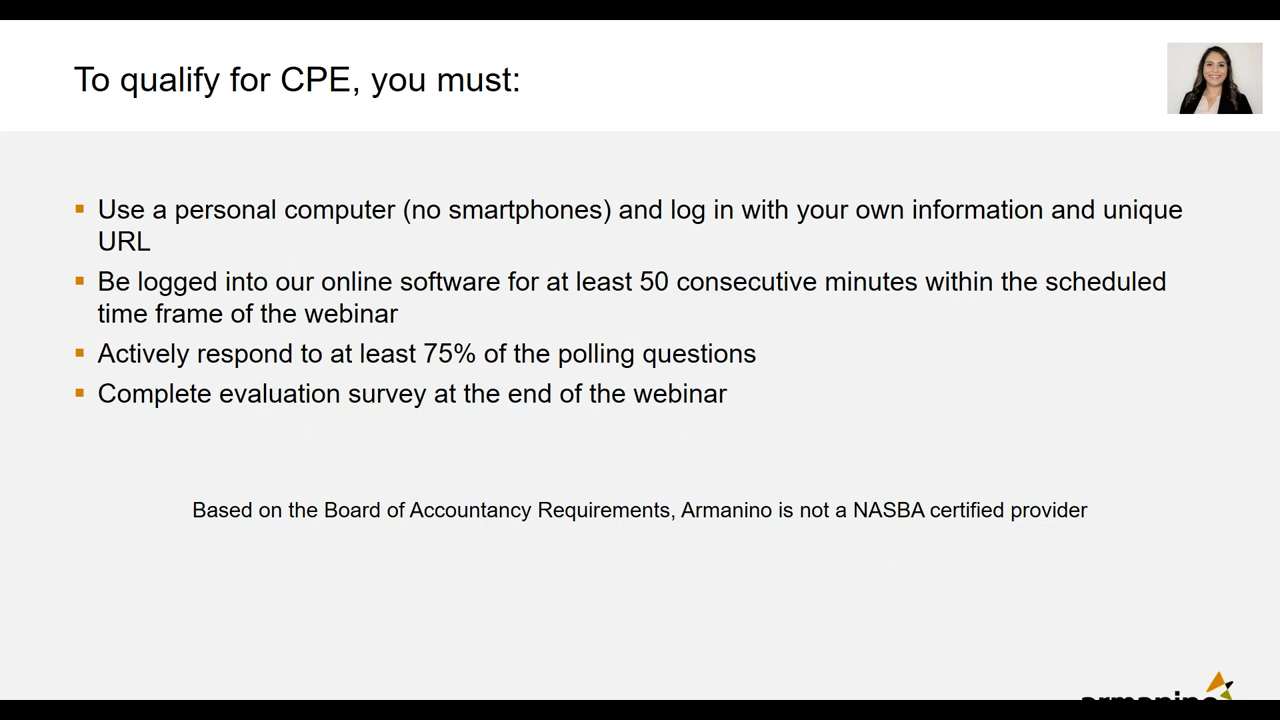 To qualify for CPE, you must:
Use a personal computer (no smartphones) and log in with your own information and unique
URL
Be logged into our online software for at least 50 consecutive minutes within the scheduled
time frame of the webinar
Actively respond to at least 75% of the polling questions
Complete evaluation survey at the end of the webinar
Based on the Board of Accountancy Requirements, Armanino is not a NASBA certified provider
armanino